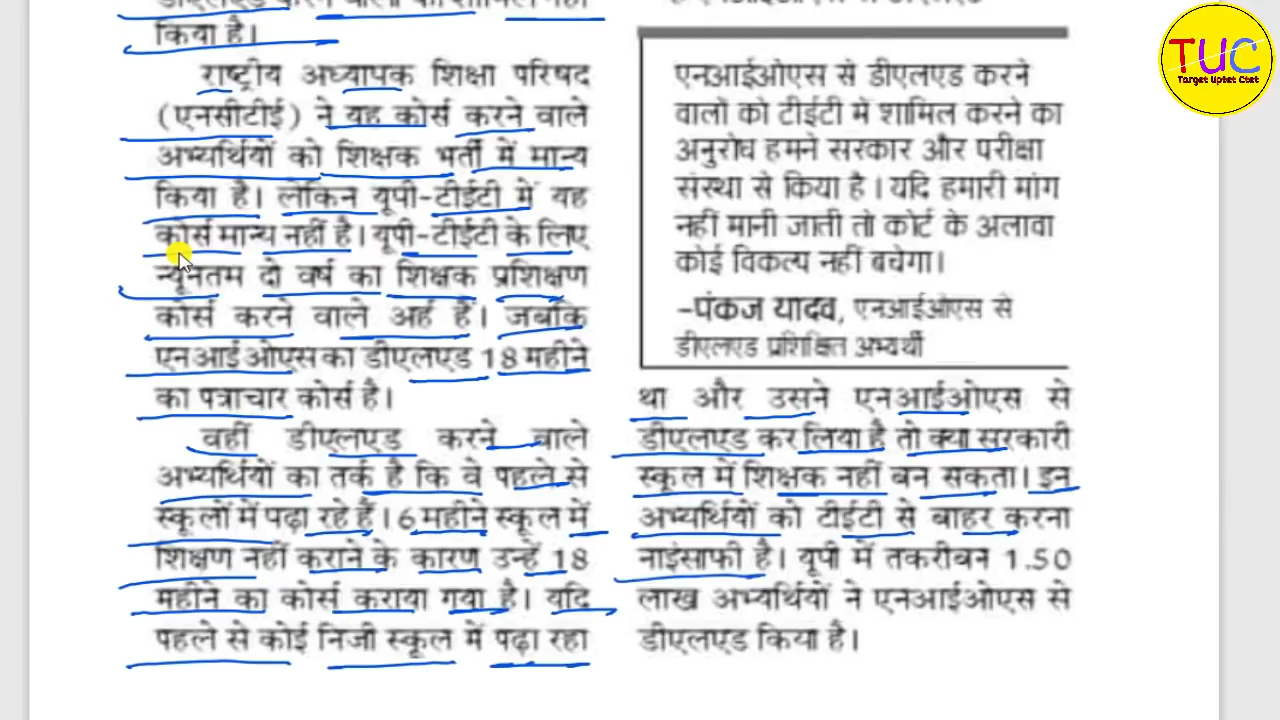 किया है।
राष्ट्रीय अध्यापक शिक्षा परिषद
(एनसीटीई) ने यह कोर्स करने वाले
अभ्यर्थियों को शिक्षक भर्ती में मान्य
किया है। लेकिन यूपी-टीईटी में यह
कोर्स मान्य नहीं है। यूपी-टीईटी के लिए
न्यूनतम दो वर्ष का शिक्षक प्रशिक्षण
कोर्स करने वाले अर्ह हैं। जबकि
एनआईओएस का डीएलएड 18 महीने
का पत्राचार कोर्स है।
वहीं डीएलएड करने वाले
अभ्यर्थियों का तर्क है कि वे पहले से
स्कूलों में पढ़ा रहे हैं। 6 महीने स्कूल में
शिक्षण नहीं कराने के कारण उन्हें 18
महीने का कोर्स कराया गया है। यदि
पहले से कोई निजी स्कूल में पढ़ा रहा
एनआईओएस से डीएलएड करने
वालों को टीईटी में शामिल करने का
अनुरोध हमने सरकार और परीक्षा
संस्था से किया है। यदि हमारी मांग
नहीं मानी जाती तो कोर्ट के अलावा
कोई विकल्प नहीं बचेगा।
-पंकज यादव, एनआईओएस से
डीएलएड प्रशिक्षित अभ्यर्थी
था और उसने एनआईओएस से
डीएलएड कर लिया है तो क्या सरकारी
स्कूल में शिक्षक नहीं बन सकता। इन
अभ्यर्थियों को टीईटी से बाहर करना
नाइंसाफी है। यूपी में तकरीबन 1.50
लाख अभ्यर्थियों ने एनआईओएस से
डीएलएड किया है।
TUC
Target Uptet Ctet